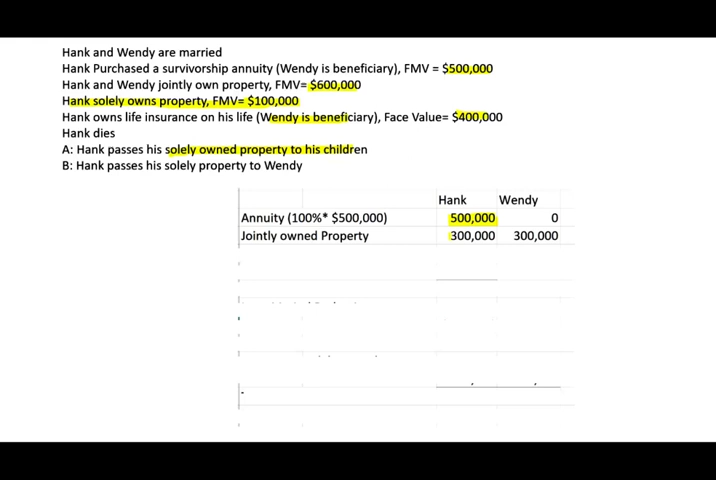 Hank and Wendy are married
Hank Purchased a survivorship annuity (Wendy is beneficiary), FMV = $500,000
Hank and Wendy jointly own property, FMV= $600,000
Hank solely owns property, FMV= $100,000
Hank owns life insurance on his life (Wendy is beneficiary), Face Value= $400,000
Hank dies
A: Hank passes his solely owned property to his children
B: Hank passes his solely property to Wendy
Hank Wendy
Annuity (100%* $500,000) 500,000 0
Jointly owned Property 300,000 300,000